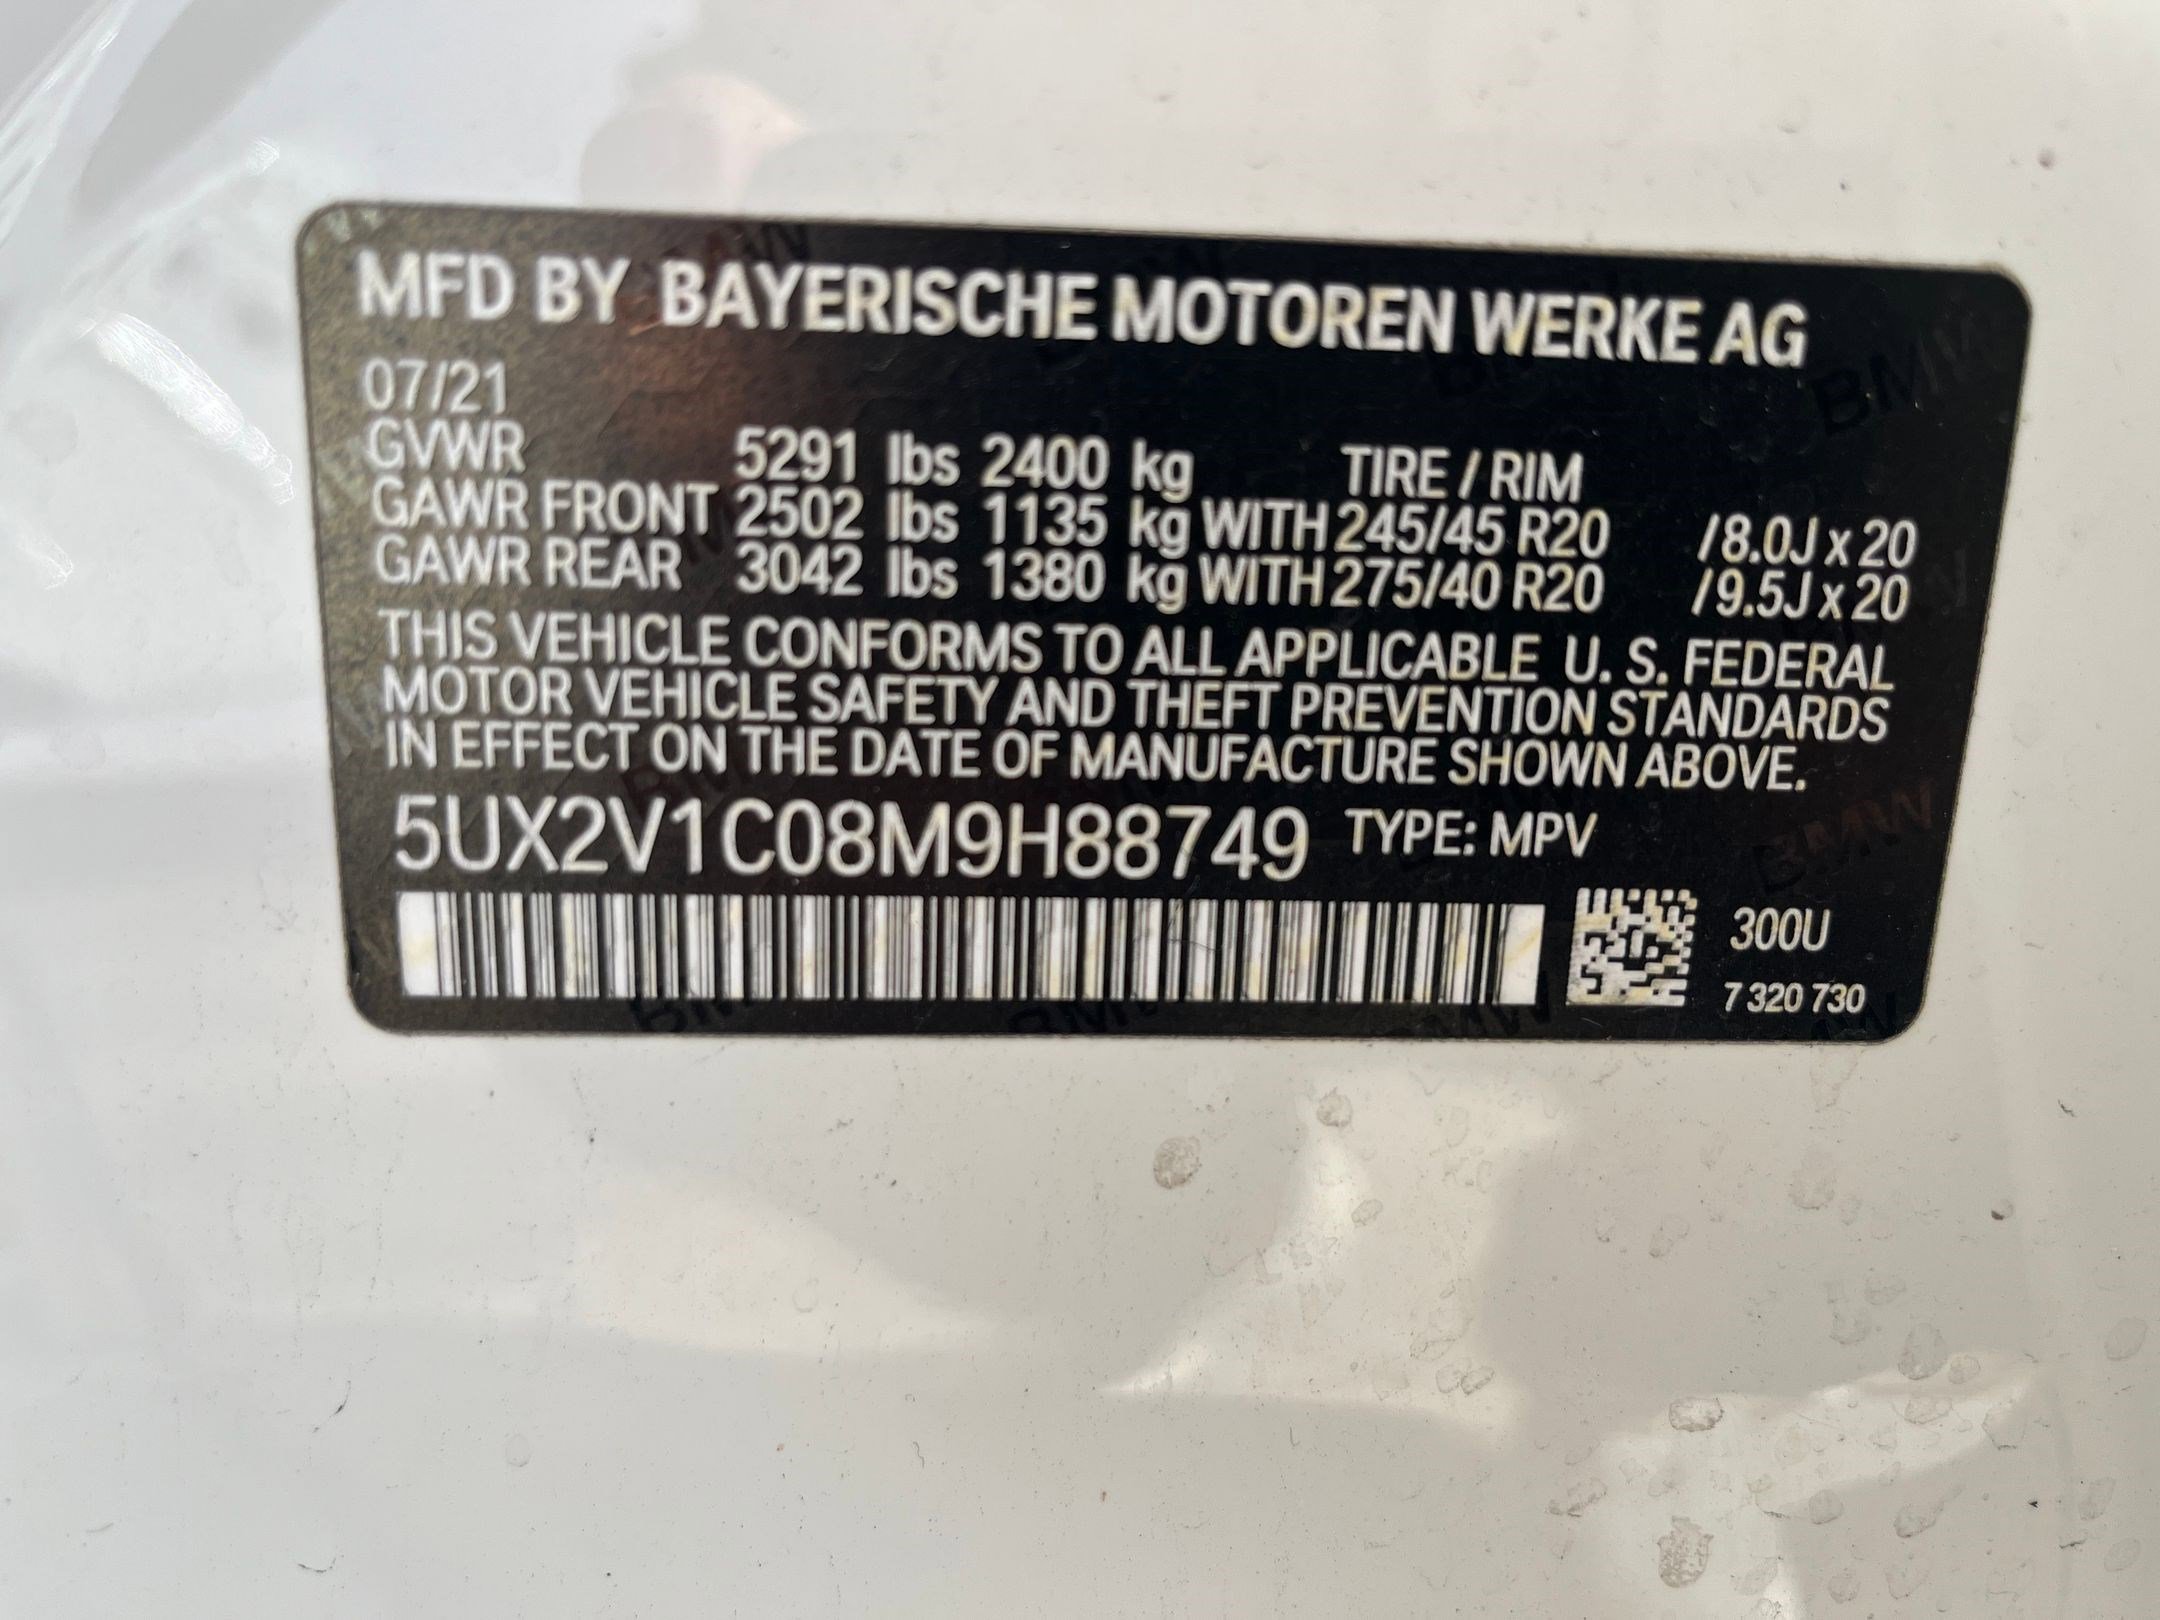 MFD BY BAYERISCHE MOTOREN WERKE AG
07/21
GVWR 5291 lbs 2400 kg TIRE / RIM
GAWR FRONT 2502 lbs 1135 kg WITH 245/45 R20 /8.0J x 20
GAWR REAR 3042 lbs 1380 kg WITH 275/40 R20 /9.5J x 20
THIS VEHICLE CONFORMS TO ALL APPLICABLE U. S. FEDERAL
MOTOR VEHICLE SAFETY AND THEFT PREVENTION STANDARDS
IN EFFECT ON THE DATE OF MANUFACTURE SHOWN ABOVE.
5UX2V1C08M9H88749 TYPE: MPV
300U
7 320 730